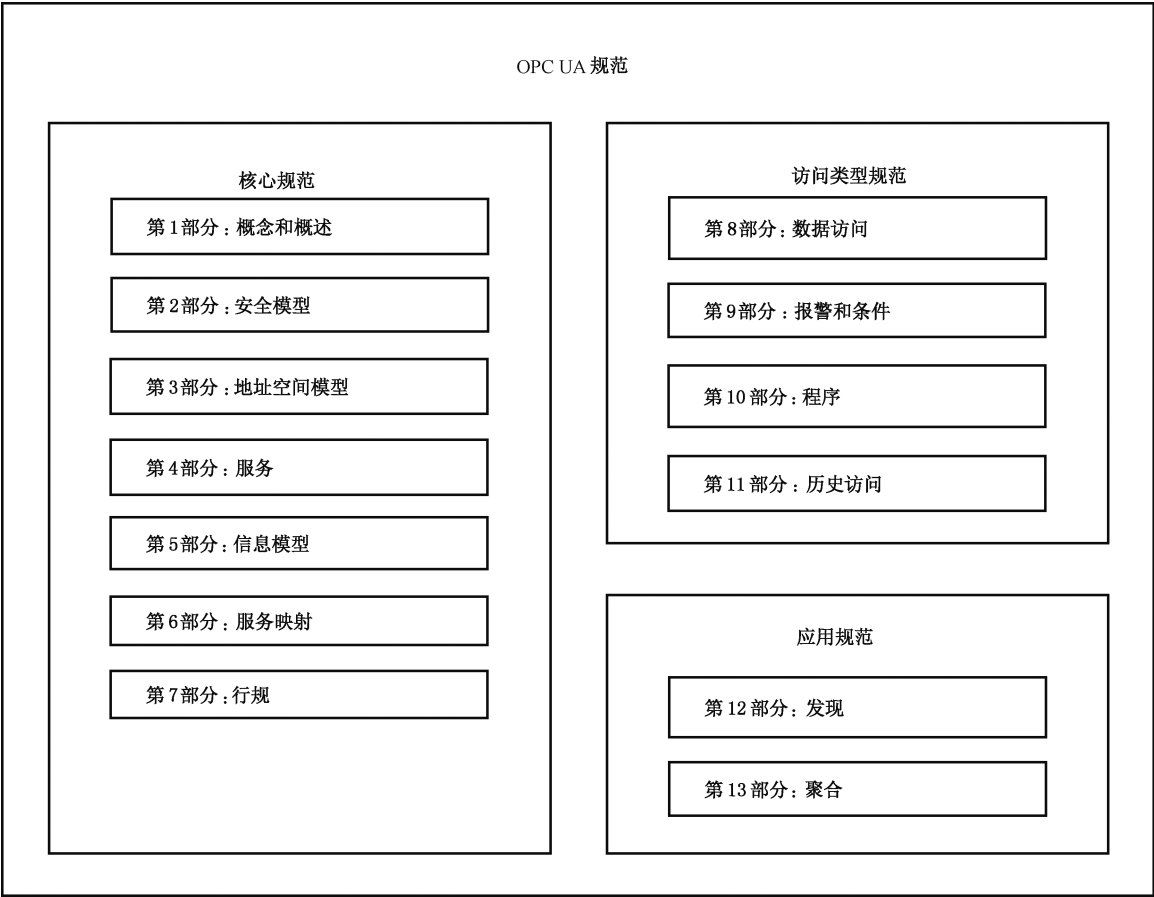 OPC UA 规范
核心规范
第1部分:概念和概述
第2部分:安全模型
第3部分:地址空间模型
第4部分:服务
第5部分:信息模型
第6部分:服务映射
第7部分:行规
访问类型规范
第8部分:数据访问
第9部分:报警和条件
第10部分:程序
第11部分:历史访问
应用规范
第12部分:发现
第13部分:聚合